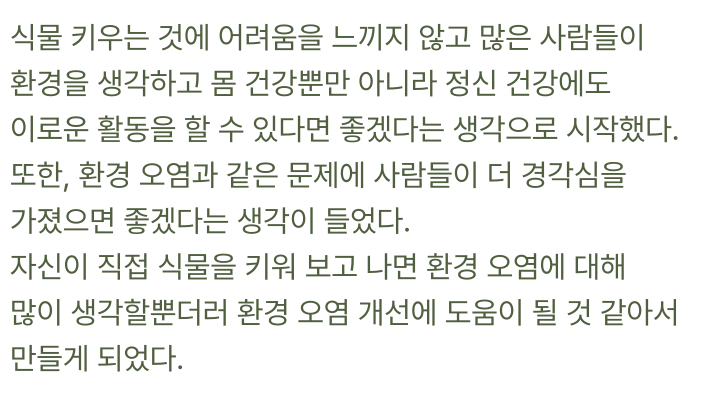 식물 키우는 것에 어려움을 느끼지 않고 많은 사람들이
환경을 생각하고 몸 건강뿐만 아니라 정신 건강에도
이로운 활동을 할 수 있다면 좋겠다는 생각으로 시작했다.
또한, 환경 오염과 같은 문제에 사람들이 더 경각심을
가졌으면 좋겠다는 생각이 들었다.
자신이 직접 식물을 키워 보고 나면 환경 오염에 대해
많이 생각할뿐더러 환경 오염 개선에 도움이 될 것 같아서
만들게 되었다.